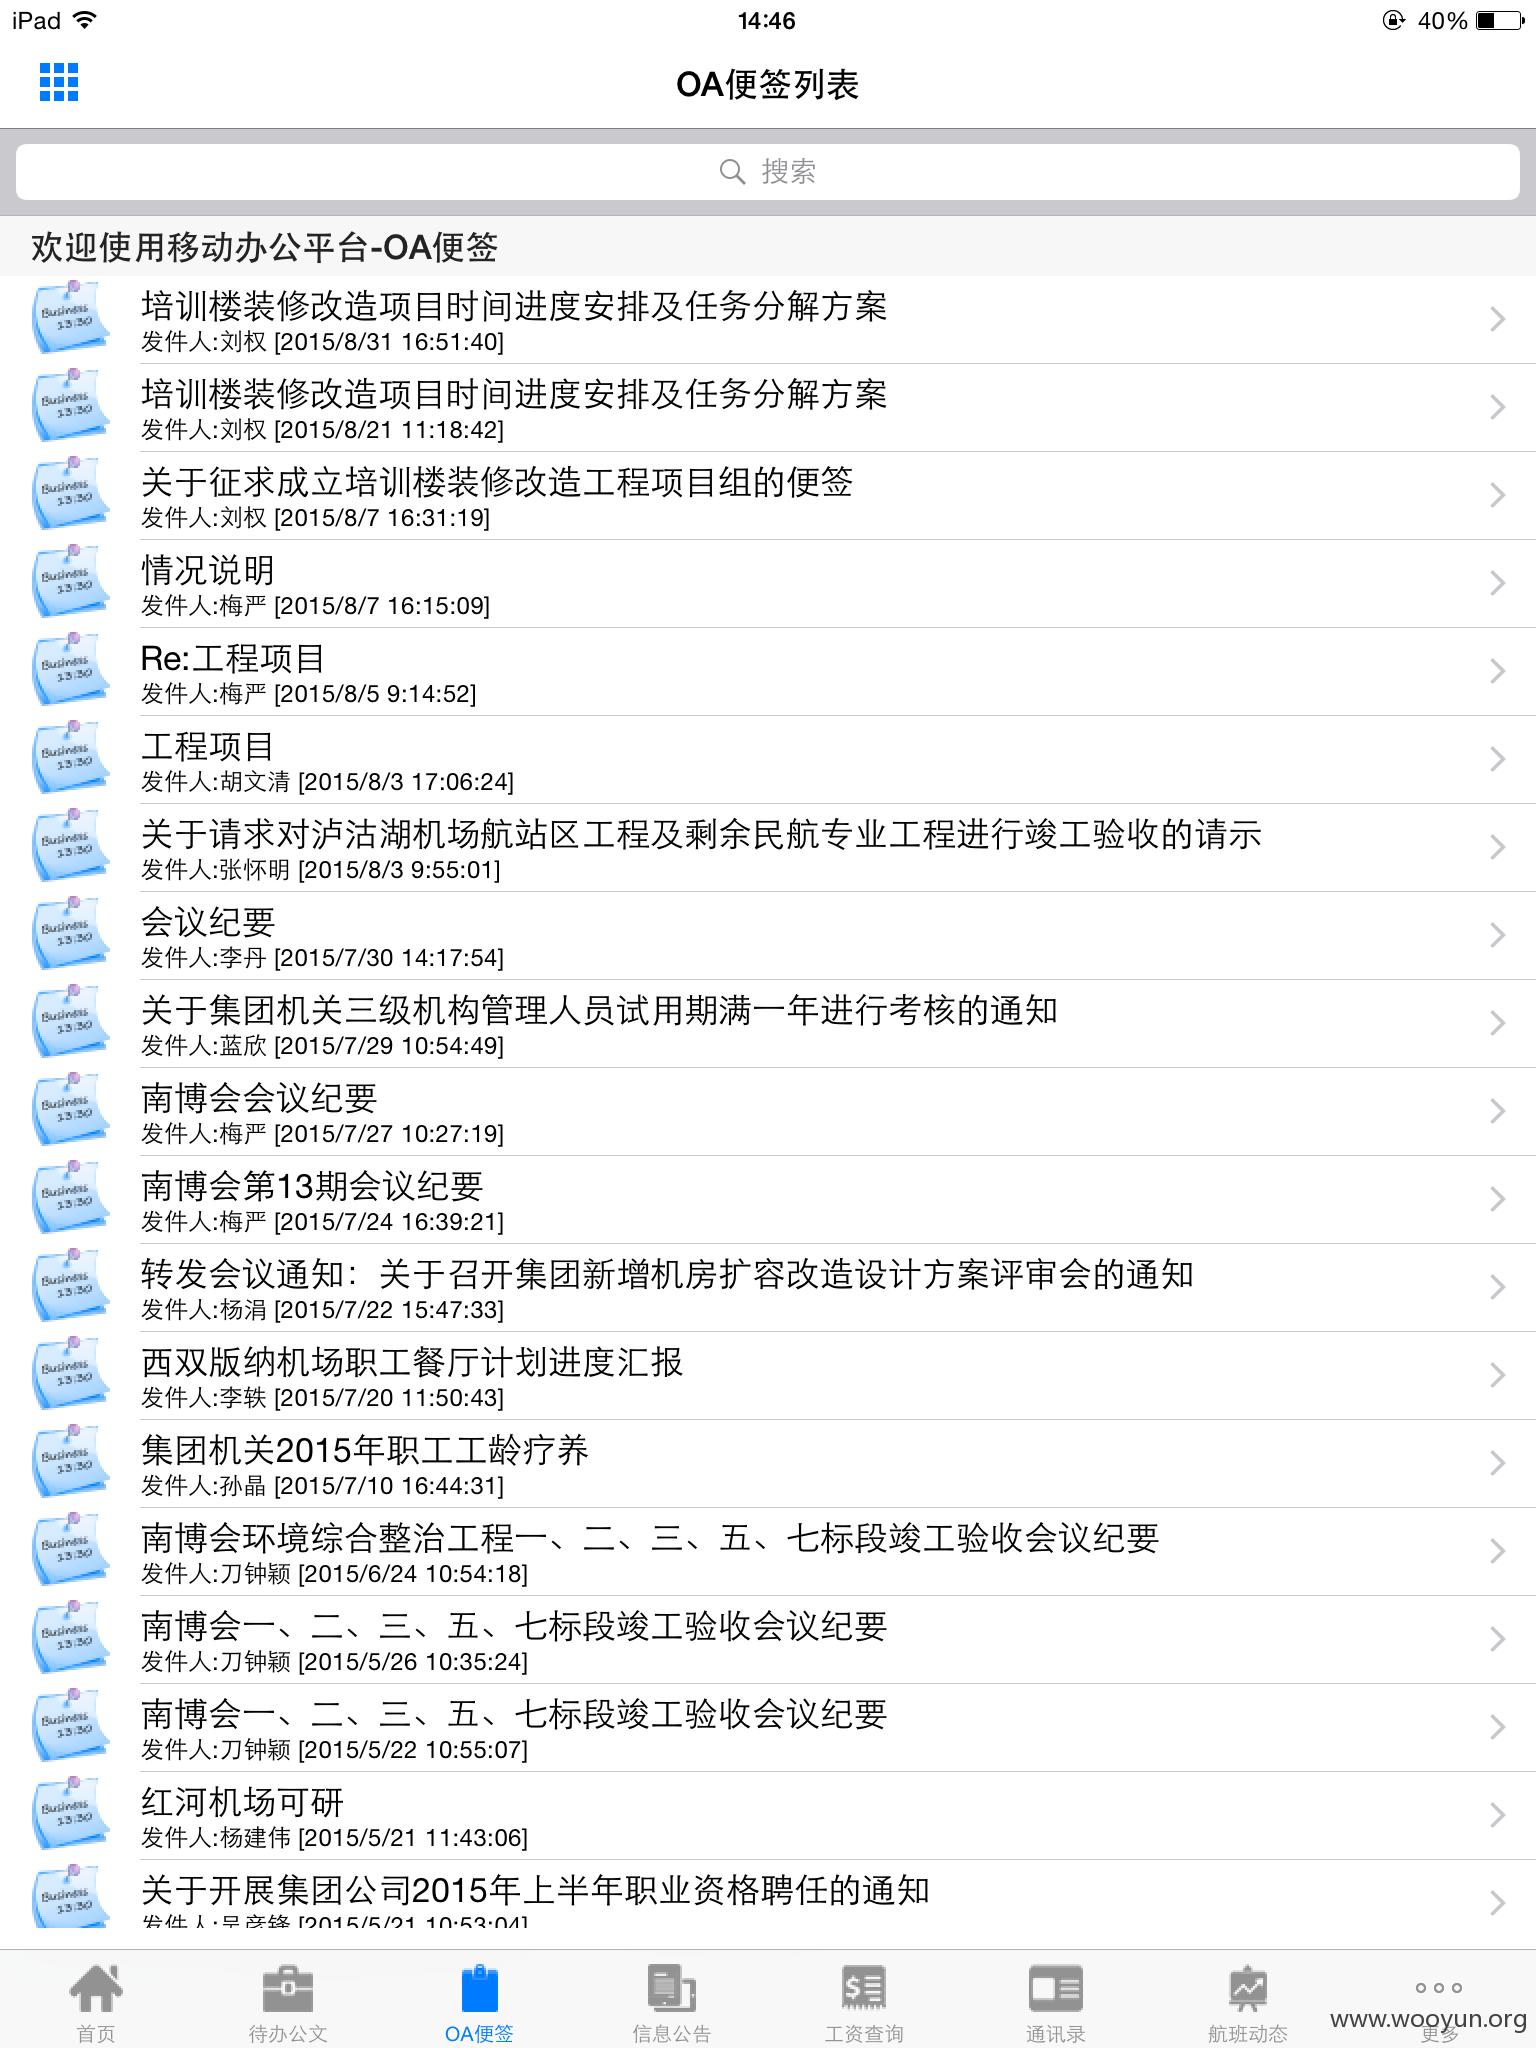 iPad 14:46 40%
OA便签列表
搜索
欢迎使用移动办公平台-OA便签
培训楼装修改造项目时间进度安排及任务分解方案
发件人:刘权 [2015/8/31 16:51:40]
培训楼装修改造项目时间进度安排及任务分解方案
发件人:刘权 [2015/8/21 11:18:42]
关于征求成立培训楼装修改造工程项目组的便签
发件人:刘权 [2015/8/7 16:31:19]
情况说明
发件人:梅严 [2015/8/7 16:15:09]
Re:工程项目
发件人:梅严 [2015/8/5 9:14:52]
工程项目
发件人:胡文清 [2015/8/3 17:06:24]
关于请求对泸沽湖机场航站区工程及剩余民航专业工程进行竣工验收的请示
发件人:张怀明 [2015/8/3 9:55:01]
会议纪要
发件人:李丹 [2015/7/30 14:17:54]
关于集团机关三级机构管理人员试用期满一年进行考核的通知
发件人:蓝欣 [2015/7/29 10:54:49]
南博会会议纪要
发件人:梅严 [2015/7/27 10:27:19]
南博会第13期会议纪要
发件人:梅严 [2015/7/24 16:39:21]
转发会议通知：关于召开集团新增机房扩容改造设计方案评审会的通知
发件人:杨涓 [2015/7/22 15:47:33]
西双版纳机场职工餐厅计划进度汇报
发件人:李轶 [2015/7/20 11:50:43]
集团机关2015年职工工龄疗养
发件人:孙晶 [2015/7/10 16:44:31]
南博会环境综合整治工程一、二、三、五、七标段竣工验收会议纪要
发件人:刀钟颖 [2015/6/24 10:54:18]
南博会一、二、三、五、七标段竣工验收会议纪要
发件人:刀钟颖 [2015/5/26 10:35:24]
南博会一、二、三、五、七标段竣工验收会议纪要
发件人:刀钟颖 [2015/5/22 10:55:07]
红河机场可研
发件人:杨建伟 [2015/5/21 11:43:06]
关于开展集团公司2015年上半年职业资格聘任的通知
发件人:吴彦锋 [2015/5/21 10:53:04]
首页 待办公文 OA便签 信息公告 工资查询 通讯录 航班动态 更多
www.wooyun.org